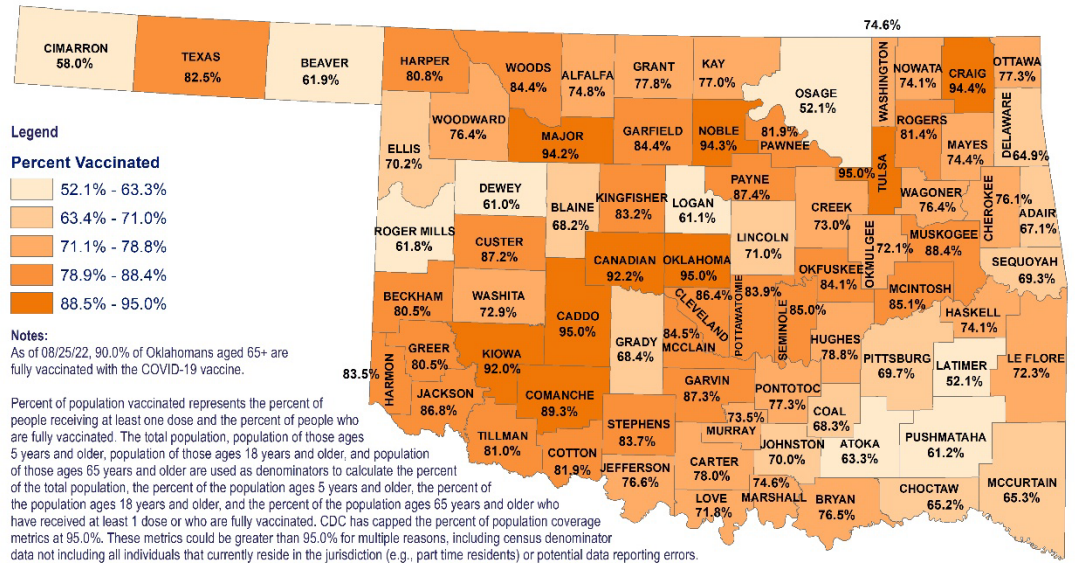 74.6%
CIMARRON
58.0%
TEXAS
82.5%
BEAVER
61.9%
HARPER
80.8%
WOODS
84.4%
ALFALFA
74.8%
GRANT
77.8%
KAY
77.0%
OSAGE
52.1%
WASHINGTON
NOWATA
74.1%
CRAIG
94.4%
OTTAWA
77.3%
WOODWARD
76.4%
MAJOR
94.2%
GARFIELD
84.4%
NOBLE
94.3%
81.9%
PAWNEE
ROGERS
81.4%
MAYES
74.4%
DELAWARE
64.9%
Legend
Percent Vaccinated
52.1% - 63.3%
63.4% - 71.0%
71.1% - 78.8%
78.9% - 88.4%
88.5% - 95.0%
ELLIS
70.2%
DEWEY
61.0%
BLAINE
68.2%
KINGFISHER
83.2%
LOGAN
61.1%
PAYNE
87.4%
95.0%
TULSA
CREEK
73.0%
WAGONER
76.4%
CHEROKEE
76.1%
ADAIR
67.1%
ROGER MILLS
61.8%
CUSTER
87.2%
CANADIAN
92.2%
OKLAHOMA
95.0%
LINCOLN
71.0%
OKMULGEE
72.1%
MUSKOGEE
88.4%
SEQUOYAH
69.3%
BECKHAM
80.5%
WASHITA
72.9%
CADDO
95.0%
GRADY
68.4%
86.4%
CLEVELAND
84.5%
MCCLAIN
POTTAWATOMIE
83.9%
SEMINOLE
85.0%
OKFUSKEE
84.1%
MCINTOSH
85.1%
HUGHES
78.8%
PITTSBURG
69.7%
HASKELL
74.1%
LATIMER
52.1%
LE FLORE
72.3%
Notes:
As of 08/25/22, 90.0% of Oklahomans aged 65+ are
fully vaccinated with the COVID-19 vaccine.
83.5%
HARMON
GREER
80.5%
KIOWA
92.0%
JACKSON
86.8%
COMANCHE
89.3%
TILLMAN
81.0%
COTTON
81.9%
STEPHENS
83.7%
JEFFERSON
76.6%
GARVIN
87.3%
PONTOTOC
77.3%
73.5%
MURRAY
COAL
68.3%
JOHNSTON
70.0%
ATOKA
63.3%
PUSHMATAHA
61.2%
CARTER
78.0%
LOVE
71.8%
74.6%
MARSHALL
BRYAN
76.5%
CHOCTAW
65.2%
MCCURTAIN
65.3%
Percent of population vaccinated represents the percent of
people receiving at least one dose and the percent of people who
are fully vaccinated. The total population, population of those ages
5 years and older, population of those ages 18 years and older, and population
of those ages 65 years and older are used as denominators to calculate the percent
of the total population, the percent of the population ages 5 years and older, the percent of
the population ages 18 years and older, and the percent of the population ages 65 years and older who
have received at least 1 dose or who are fully vaccinated. CDC has capped the percent of population coverage
metrics at 95.0%. These metrics could be greater than 95.0% for multiple reasons, including census denominator
data not including all individuals that currently reside in the jurisdiction (e.g., part time residents) or potential data reporting errors.